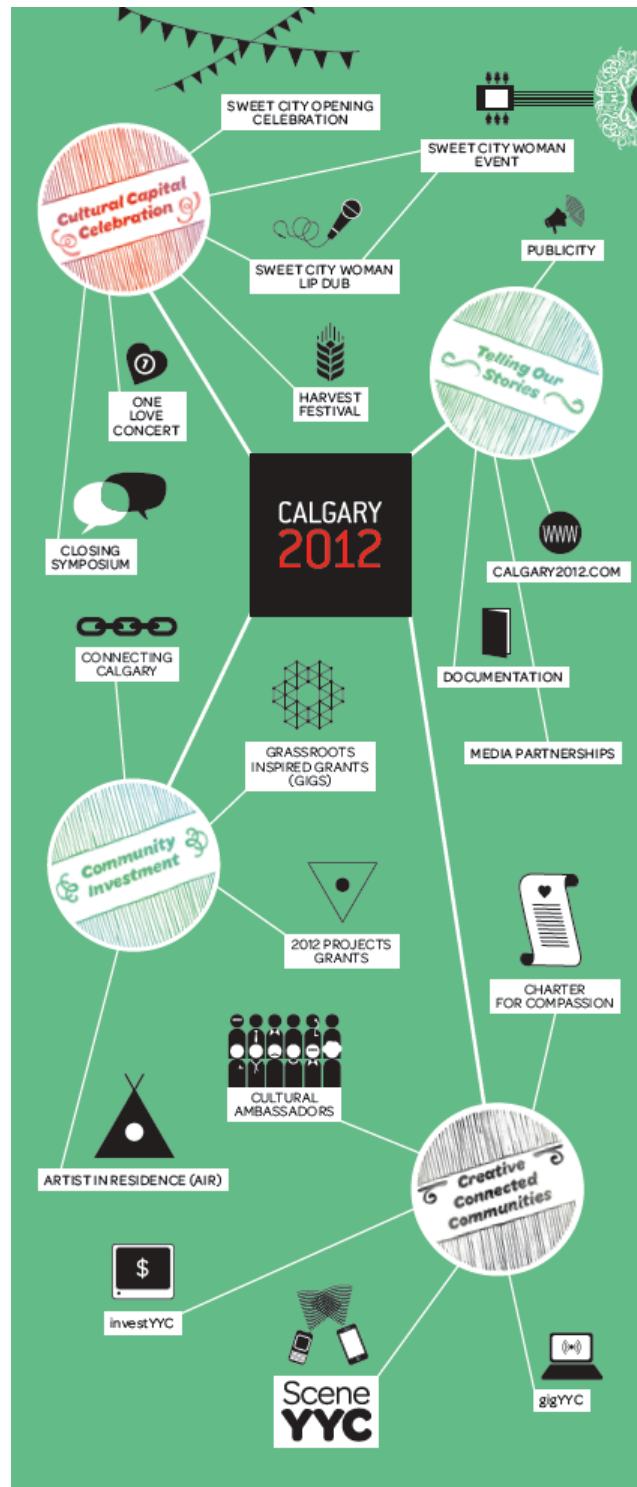 SWEET CITY OPENING
CELEBRATION
SWEET CITY WOMAN
EVENT
Cultural Capital
Celebration
SWEET CITY WOMAN
LIP DUB
PUBLICITY
Telling Our
Stories
1
ONE
LOVE
CONCERT
HARVEST
FESTIVAL
CALGARY
2012
CLOSING
SYMPOSIUM
WWW
CALGARY2012.COM
CONNECTING
CALGARY
DOCUMENTATION
GRASSROOTS
INSPIRED GRANTS
(GIGS)
MEDIA PARTNERSHIPS
Community
Investment
2012 PROJECTS
GRANTS
CHARTER
FOR COMPASSION
CULTURAL
AMBASSADORS
ARTIST IN RESIDENCE (AIR)
Creative
Connected
Communities
$
investYYC
Scene
YYC
gigYYC